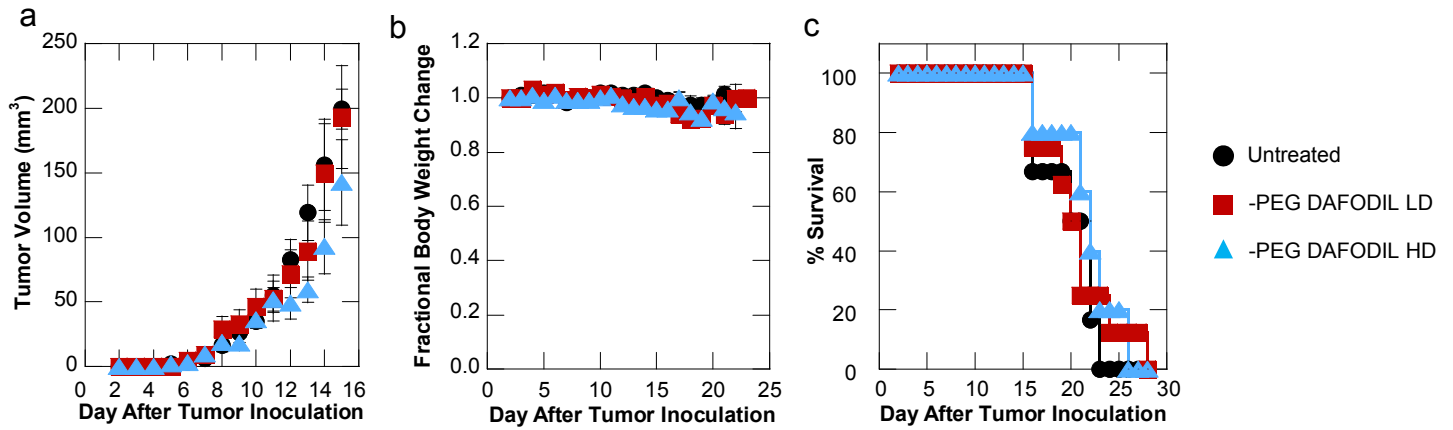 a
Tumor Volume (mm³)
250
200
150
100
50
0
0 2 4 6 8 10 12 14 16
Day After Tumor Inoculation
b
Fractional Body Weight Change
1.2
1.0
0.8
0.6
0.4
0.2
0.0
0 5 10 15 20 25
Day After Tumor Inoculation
c
% Survival
100
80
60
40
20
0
0 5 10 15 20 25 30
Day After Tumor Inoculation
Untreated
-PEG DAFODIL LD
-PEG DAFODIL HD